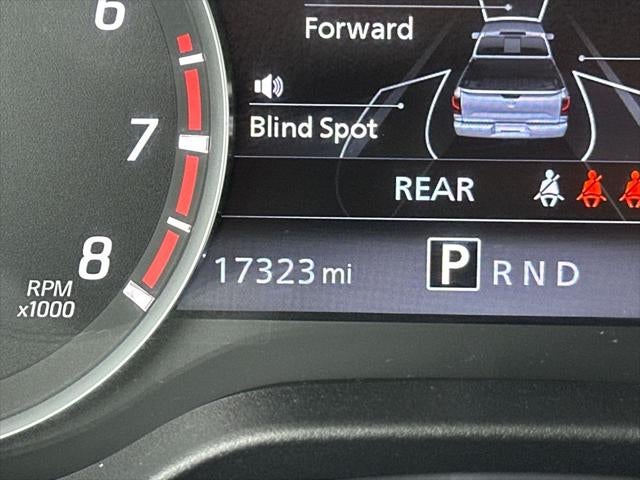 6
Forward
7
Blind Spot
REAR
8
RPM
x1000
17323 mi
P R N D